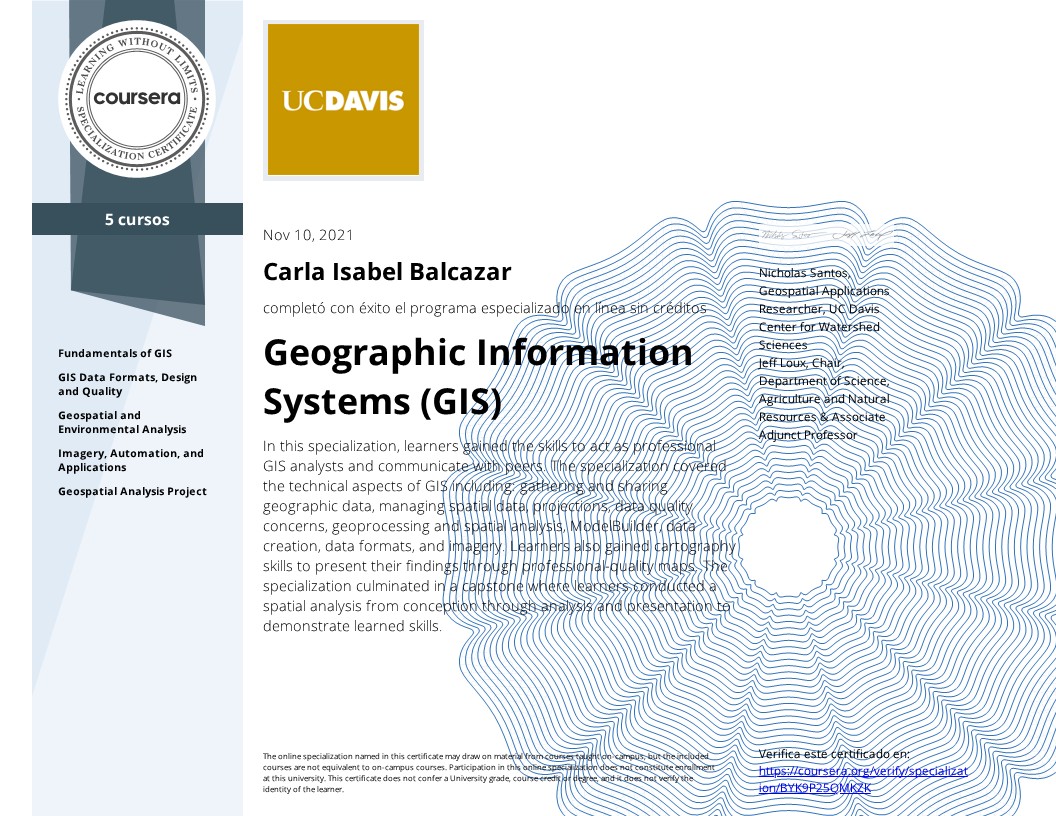 LEARNING WITHOUT LIMITS
coursera
SPECIALIZATION CERTIFICATE
UCDAVIS
5 cursos
Fundamentals of GIS
GIS Data Formats, Design
and Quality
Geospatial and
Environmental Analysis
Imagery, Automation, and
Applications
Geospatial Analysis Project
Nov 10, 2021
Carla Isabel Balcazar
completó con éxito el programa especializado en línea sin créditos
Geographic Information
Systems (GIS)
In this specialization, learners gained the skills to act as professional
GIS analysts and communicate with peers. The specialization covered
the technical aspects of GIS including: gathering and sharing
geographic data, managing spatial data, projections, data quality
concerns, geoprocessing and spatial analysis, ModelBuilder, data
creation, data formats, and imagery. Learners also gained cartography
skills to present their findings through professional-quality maps. The
specialization culminated in a capstone where learners conducted a
spatial analysis from conception through analysis and presentation to
demonstrate learned skills.
Nicholas Santos,
Geospatial Applications
Researcher, UC Davis
Center for Watershed
Sciences
Jeff Loux, Chair,
Department of Science,
Agriculture and Natural
Resources & Associate
Adjunct Professor
The online specialization named in this certificate may draw on material from courses taught on-campus, but the included
courses are not equivalent to on-campus courses. Participation in this online specialization does not constitute enrollment
at this university. This certificate does not confer a University grade, course credit or degree, and it does not verify the
identity of the learner.
Verifica este certificado en:
https://coursera.org/verify/specializat
ion/BYK9P25QMKZK